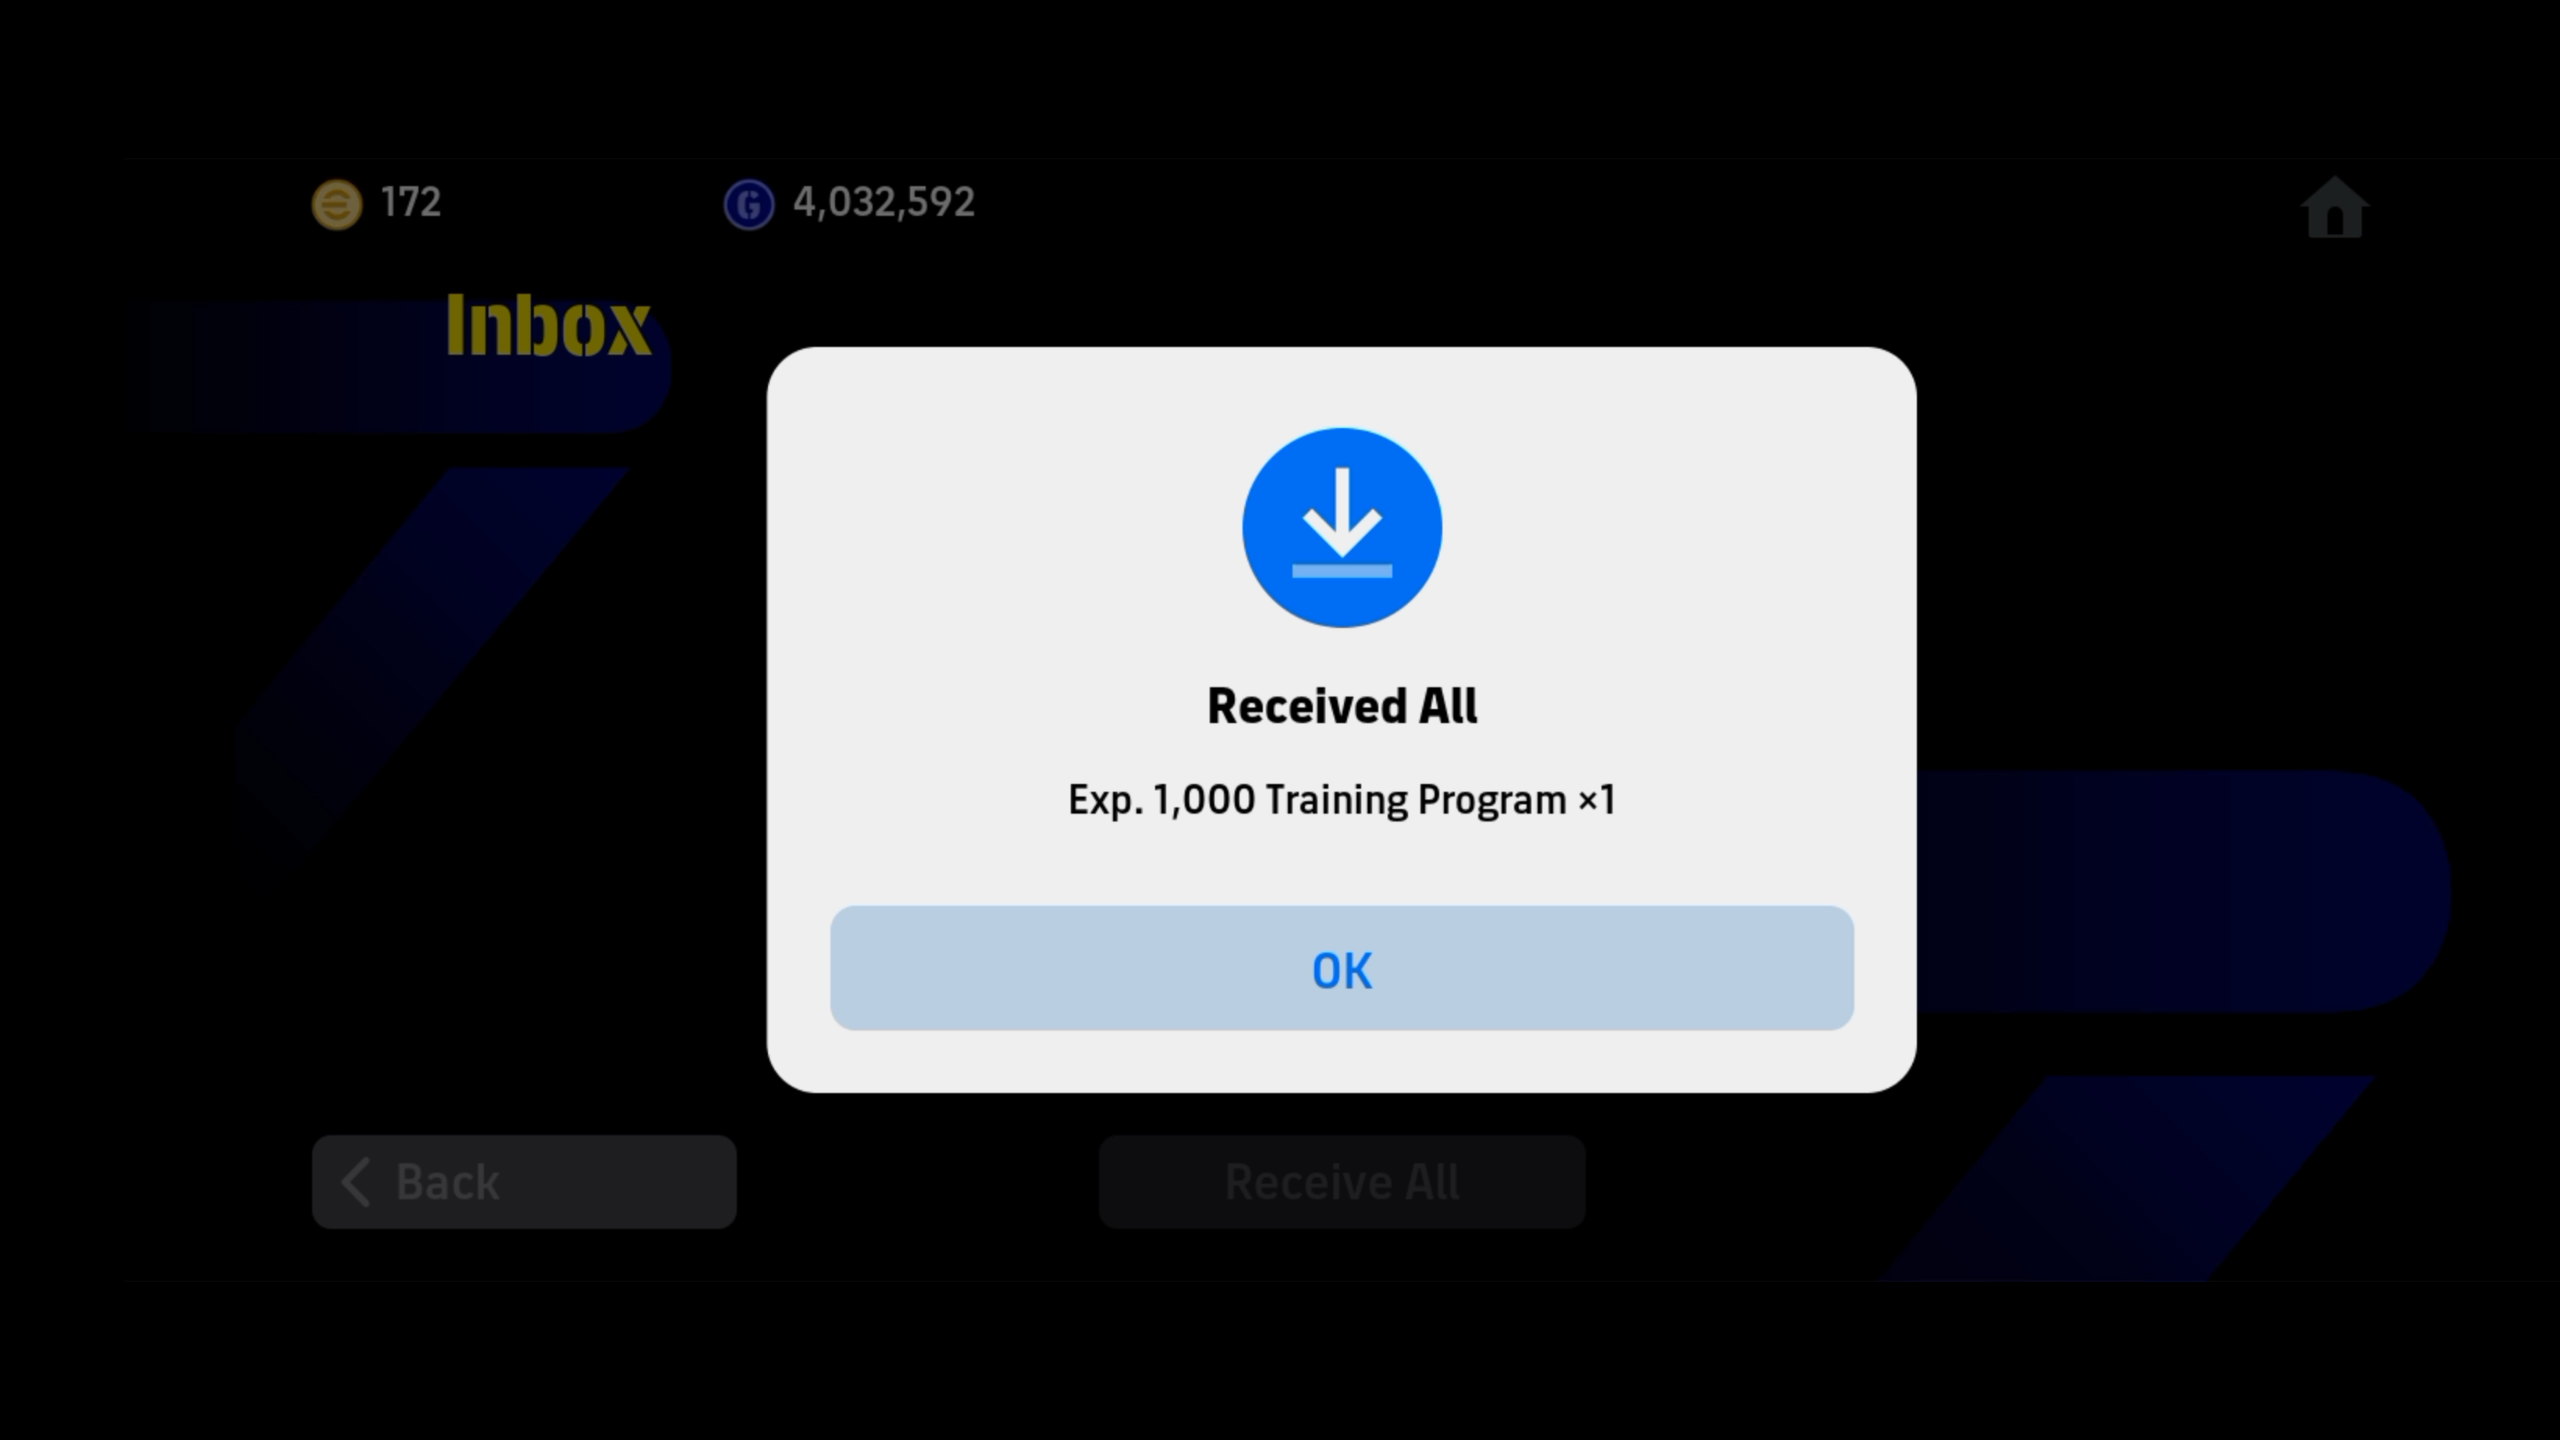 172
4,032,592
Inbox
Received All
Exp. 1,000 Training Program ×1
OK
Back
Receive All